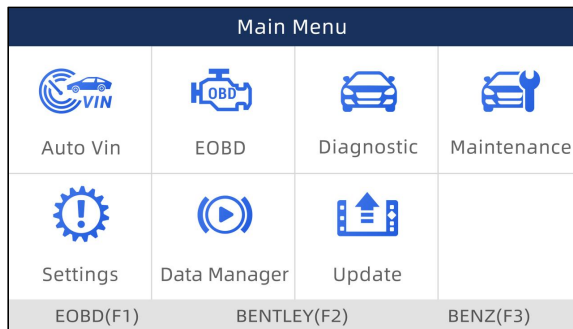 Main Menu
VIN OBD
Auto Vin EOBD Diagnostic Maintenance
Settings Data Manager Update
EOBD(F1) BENTLEY(F2) BENZ(F3)